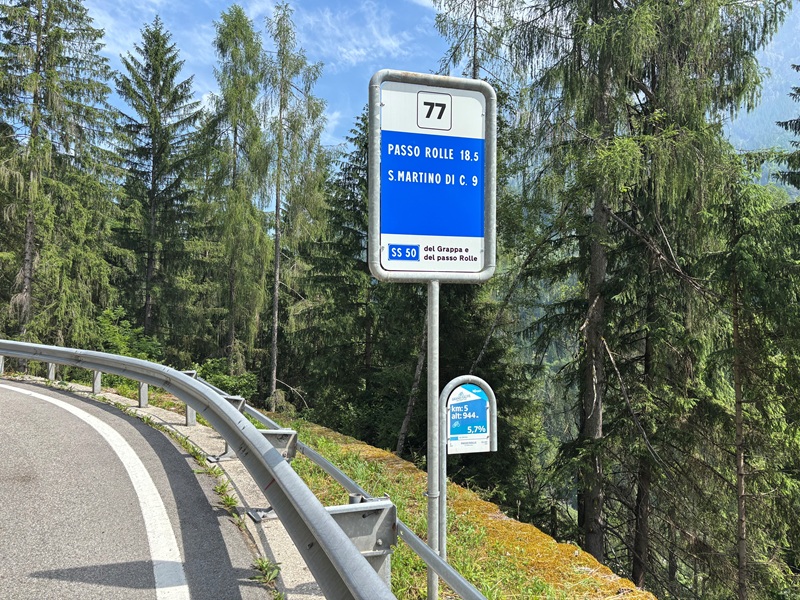 77
PASSO ROLLE 18.5
S.MARTINO DI C. 9
SS 50 del Grappa e
del passo Rolle
km: 5
alt: 944 m
5,7%